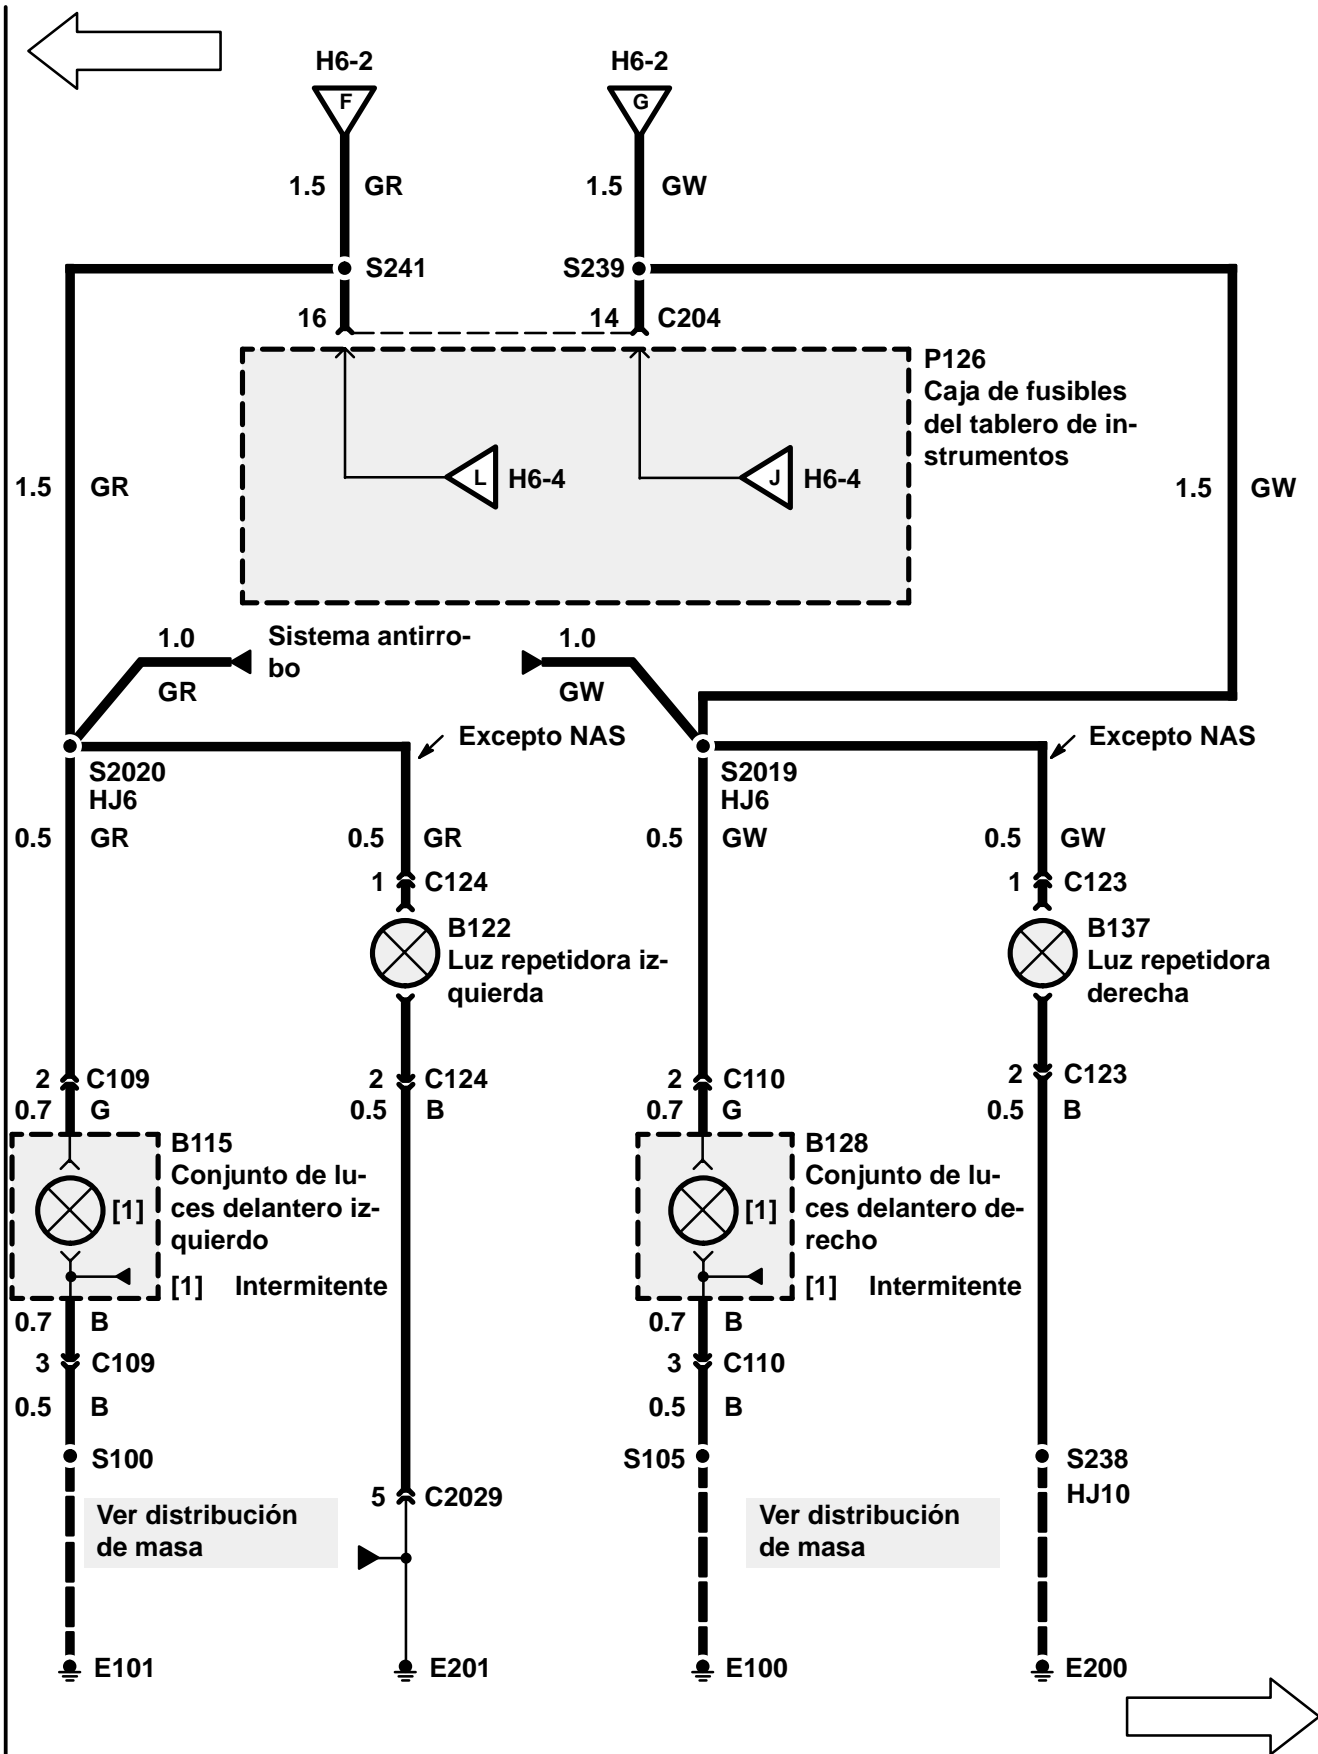 H6-2 H6-2
F G
1.5 GR 1.5 GW
S241 S239
16 14 C204
P126
Caja de fusibles
del tablero de in-
strumentos
L H6-4 J H6-4
1.5 GR 1.5 GW
1.0 Sistema antirro-
bo
GR
1.0
GW
Excepto NAS Excepto NAS
S2020
HJ6
S2019
HJ6
0.5 GR 0.5 GR 0.5 GW 0.5 GW
1 C124 1 C123
B122
Luz repetidora iz-
quierda
B137
Luz repetidora
derecha
2 C109 2 C124 2 C110 2 C123
0.7 G 0.5 B 0.7 G 0.5 B
B115
Conjunto de lu-
ces delantero iz-
quierdo
[1]
[1] Intermitente
B128
Conjunto de lu-
ces delantero de-
recho
[1]
[1] Intermitente
0.7 B 0.7 B
3 C109 3 C110
0.5 B 0.5 B
S100 S105 S238
HJ10
5 C2029
Ver distribución
de masa
Ver distribución
de masa
E101 E201 E100 E200